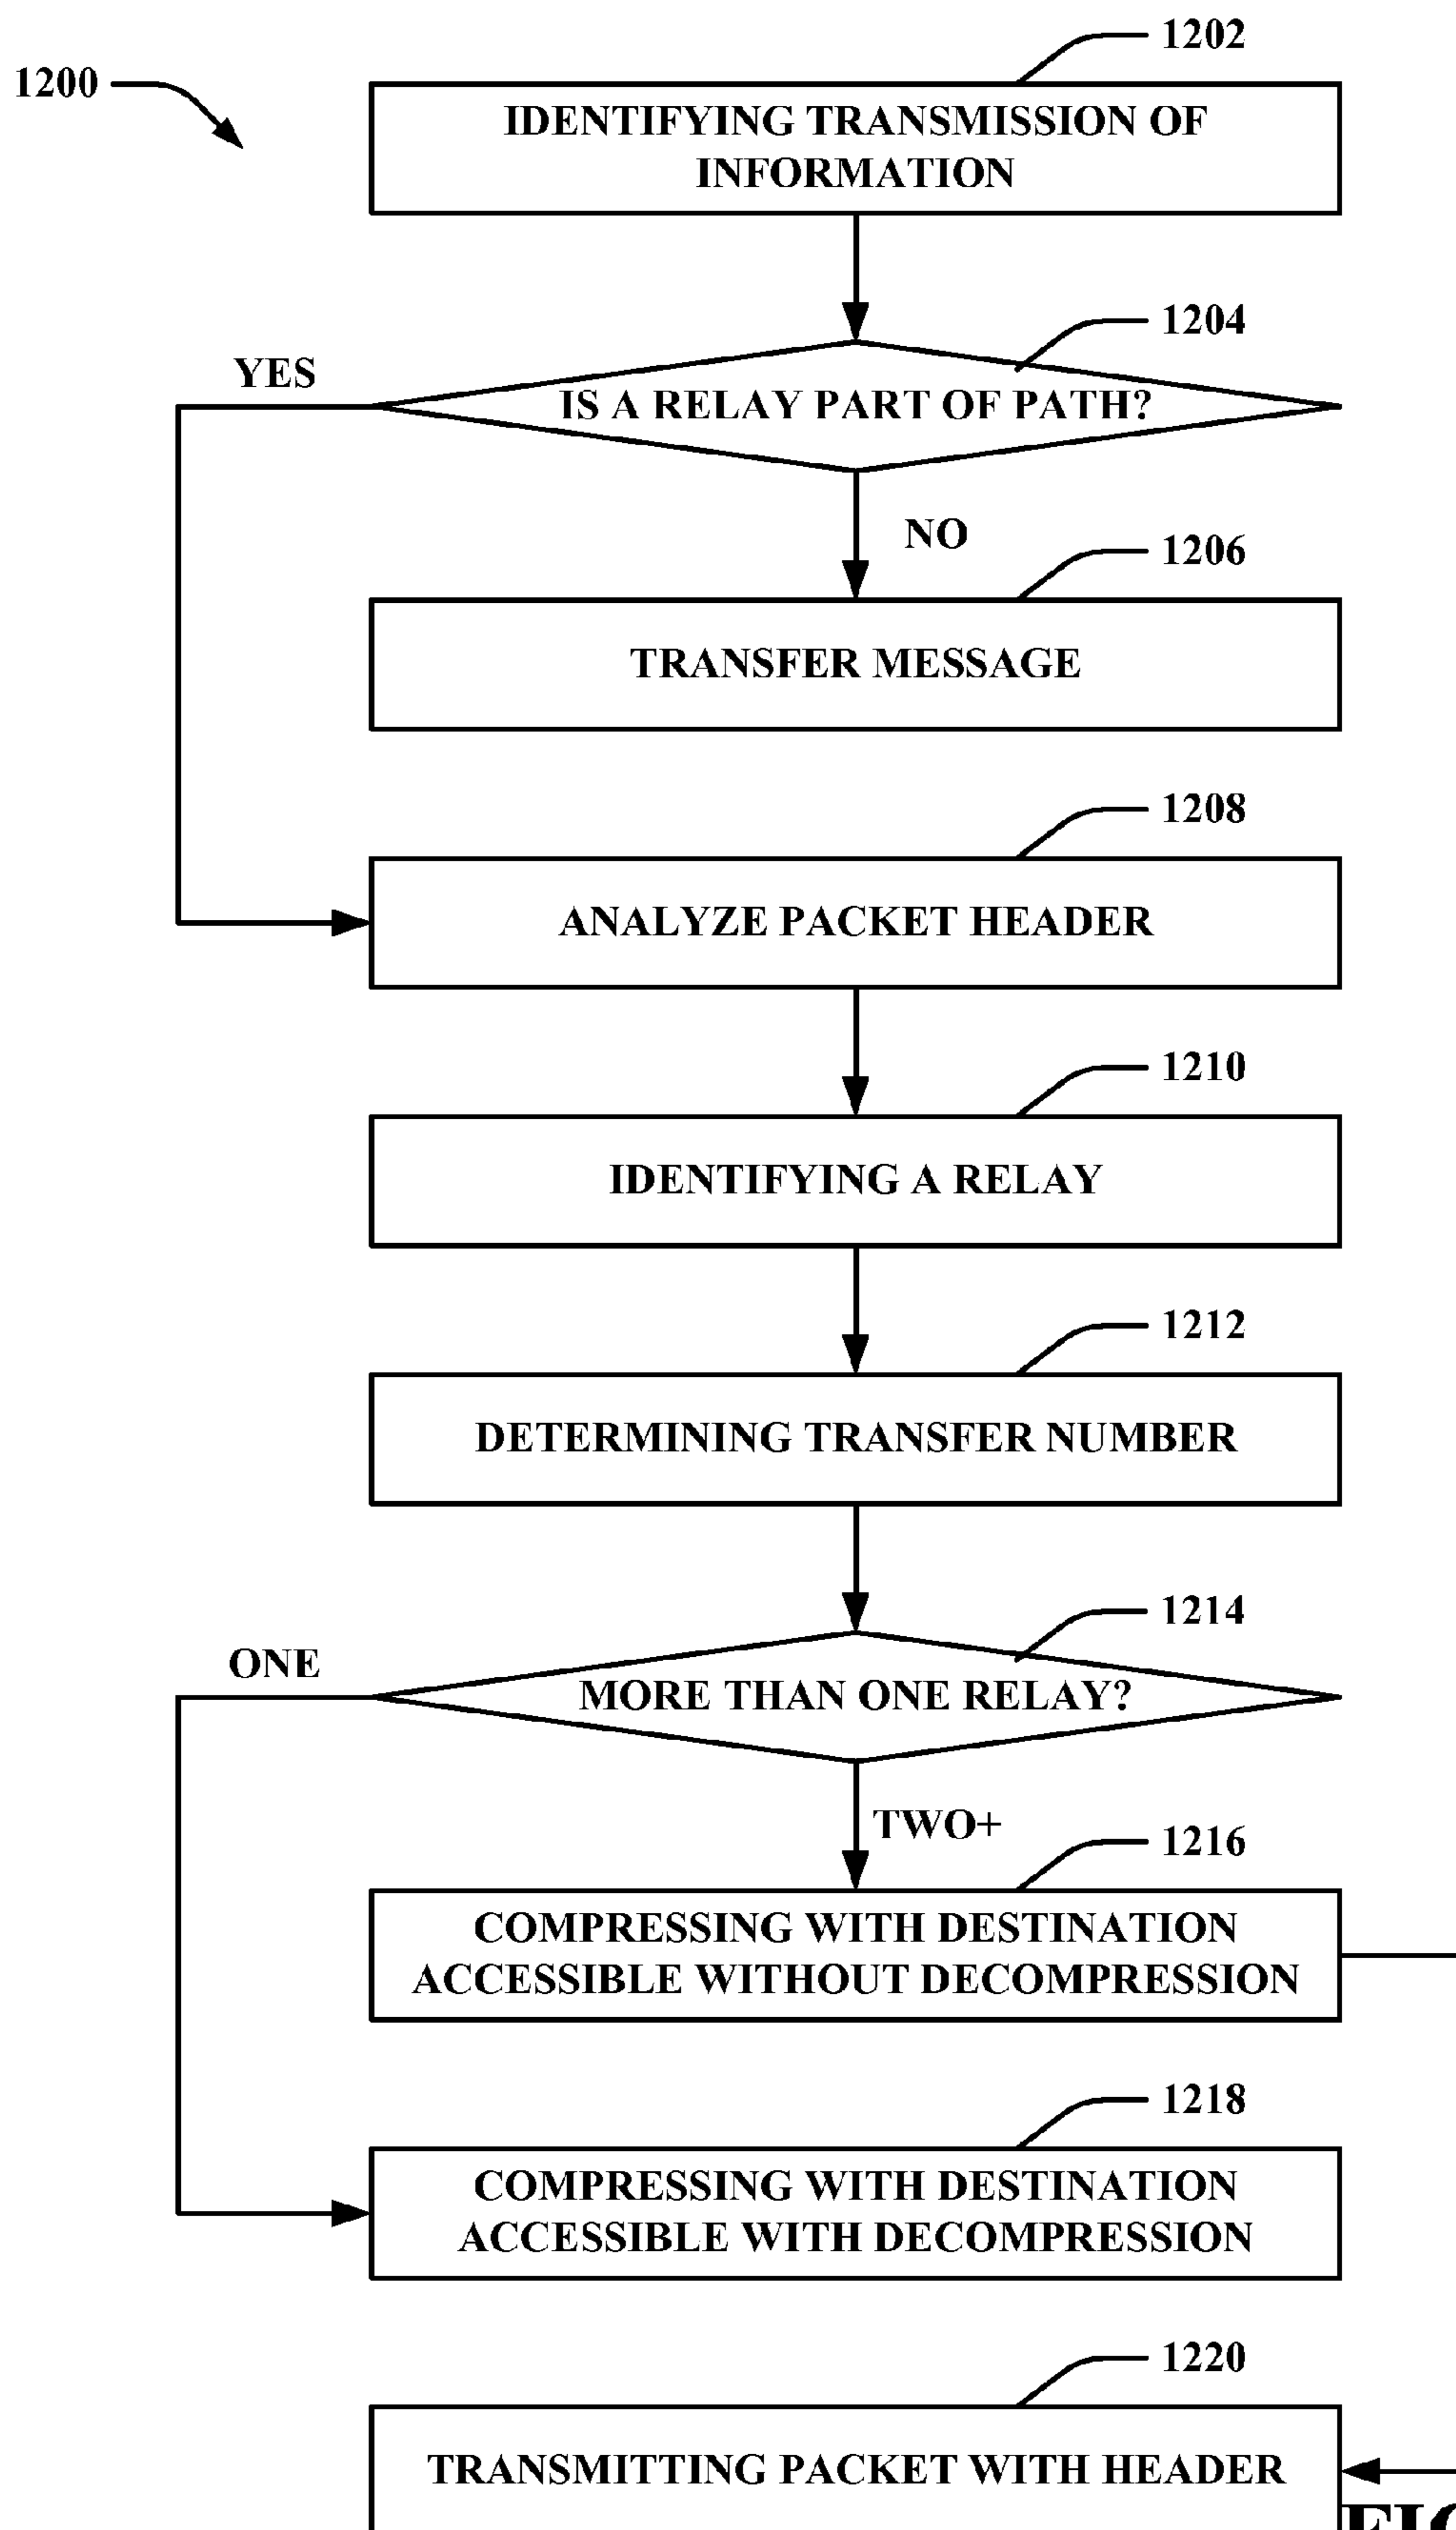 1202
1200
IDENTIFYING TRANSMISSION OF
INFORMATION
1204
YES
IS A RELAY PART OF PATH?
NO
1206
TRANSFER MESSAGE
1208
ANALYZE PACKET HEADER
1210
IDENTIFYING A RELAY
1212
DETERMINING TRANSFER NUMBER
1214
ONE
MORE THAN ONE RELAY?
TWO+
1216
COMPRESSING WITH DESTINATION
ACCESSIBLE WITHOUT DECOMPRESSION
1218
COMPRESSING WITH DESTINATION
ACCESSIBLE WITH DECOMPRESSION
1220
TRANSMITTING PACKET WITH HEADER